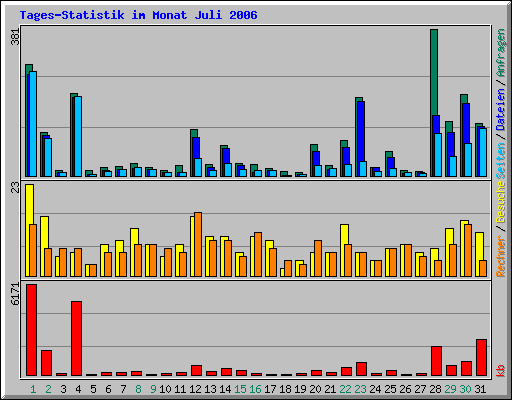 Tages-Statistik im Monat Juli 2006
381
23
6171
Rechner / Besuche Seiten / Dateien / Anfragen
kb
1 2 3 4 5 6 7 8 9 10 11 12 13 14 15 16 17 18 19 20 21 22 23 24 25 26 27 28 29 30 31